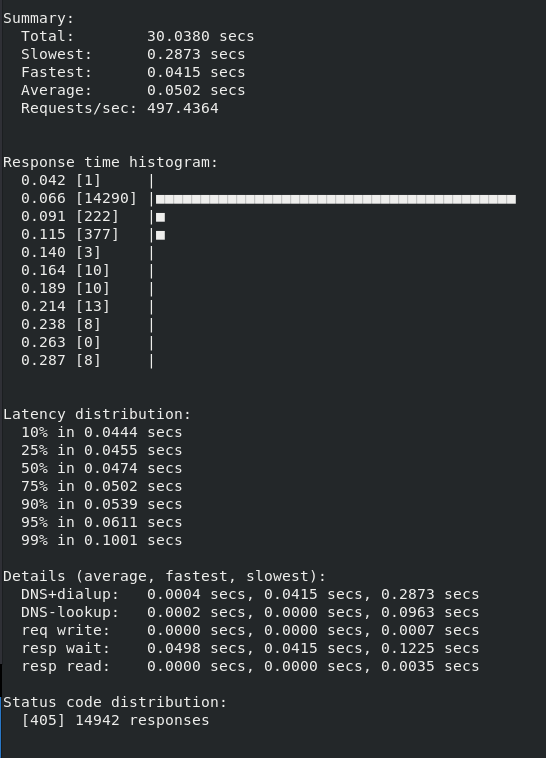 Summary:
  Total:        30.0380 secs
  Slowest:      0.2873 secs
  Fastest:      0.0415 secs
  Average:      0.0502 secs
  Requests/sec: 497.4364
Response time histogram:
  0.042 [1]     |
  0.066 [14290] |■■■■■■■■■■■■■■■■■■■■■■■■■■■■■■■■■■■■■■■■
  0.091 [222]   |■
  0.115 [377]   |■
  0.140 [3]     |
  0.164 [10]    |
  0.189 [10]    |
  0.214 [13]    |
  0.238 [8]     |
  0.263 [0]     |
  0.287 [8]     |
Latency distribution:
  10% in 0.0444 secs
  25% in 0.0455 secs
  50% in 0.0474 secs
  75% in 0.0502 secs
  90% in 0.0539 secs
  95% in 0.0611 secs
  99% in 0.1001 secs
Details (average, fastest, slowest):
  DNS+dialup:   0.0004 secs, 0.0415 secs, 0.2873 secs
  DNS-lookup:   0.0002 secs, 0.0000 secs, 0.0963 secs
  req write:    0.0000 secs, 0.0000 secs, 0.0007 secs
  resp wait:    0.0498 secs, 0.0415 secs, 0.1225 secs
  resp read:    0.0000 secs, 0.0000 secs, 0.0035 secs
Status code distribution:
  [405] 14942 responses